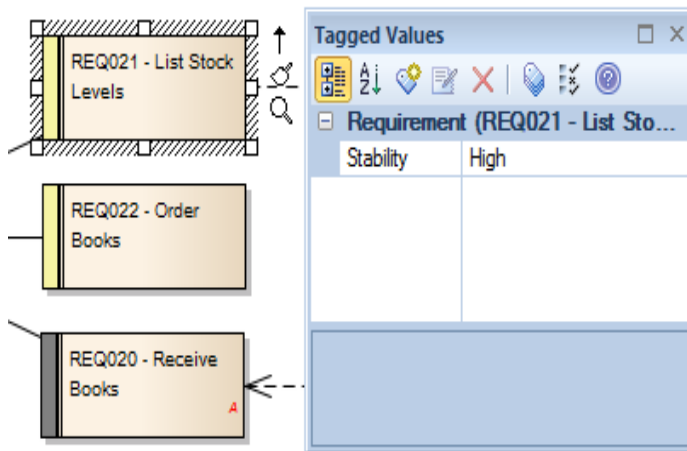 REQ021 - List Stock
Levels
REQ022 - Order
Books
REQ020 - Receive
Books
A
Tagged Values
Requirement (REQ021 - List Sto...
Stability High